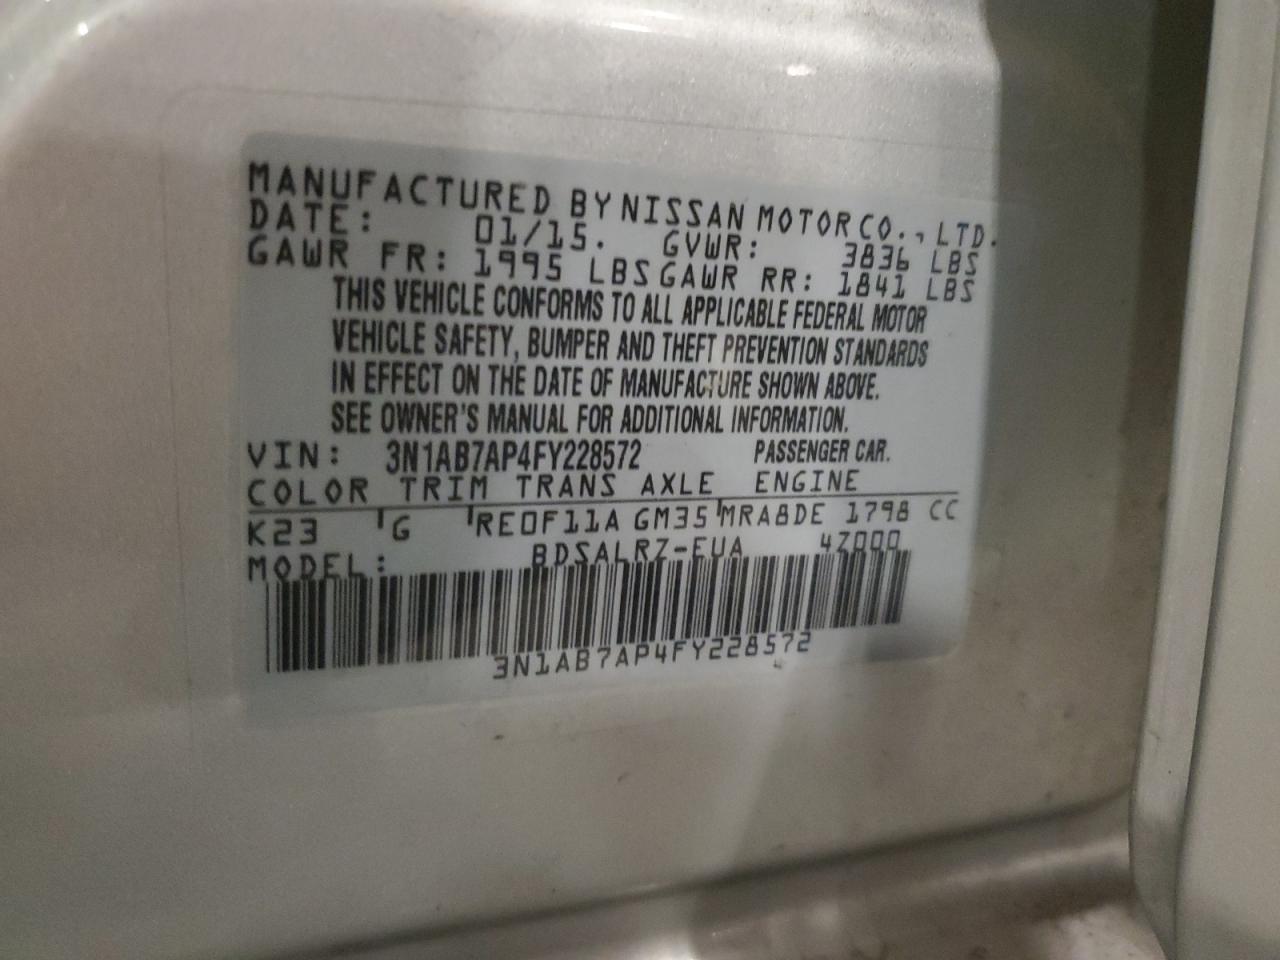 MANUFACTURED BY NISSAN MOTOR CO., LTD.
DATE: 01/15. GVWR: 3836 LBS
GAWR FR: 1995 LBS GAWR RR: 1841 LBS
THIS VEHICLE CONFORMS TO ALL APPLICABLE FEDERAL MOTOR
VEHICLE SAFETY, BUMPER AND THEFT PREVENTION STANDARDS
IN EFFECT ON THE DATE OF MANUFACTURE SHOWN ABOVE.
SEE OWNER'S MANUAL FOR ADDITIONAL INFORMATION.
VIN: 3N1AB7AP4FY228572 PASSENGER CAR.
COLOR TRIM TRANS AXLE ENGINE
K23 G RE0F11A GM35 MRA8DE 1798 CC
MODEL: BDSALRZ-EUA 4Z000
3N1AB7AP4FY228572